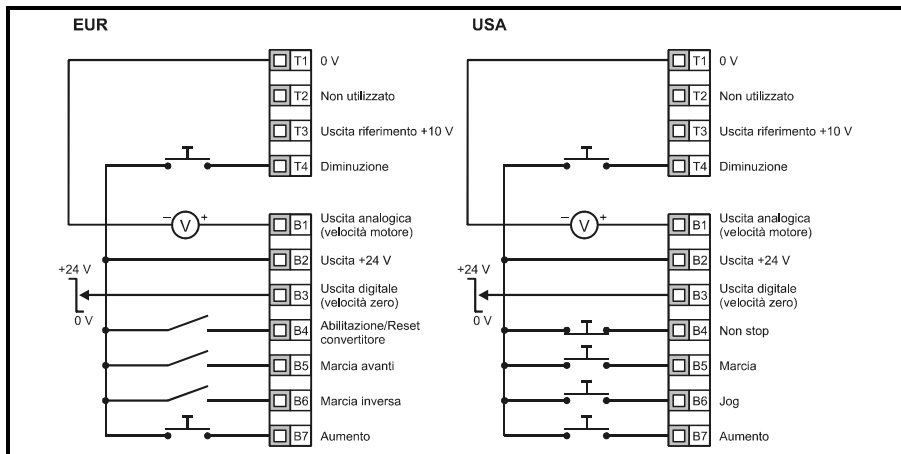 EUR
T1 0 V
T2 Non utilizzato
T3 Uscita riferimento +10 V
T4 Diminuzione
– V +
B1 Uscita analogica
(velocità motore)
B2 Uscita +24 V
+24 V
0 V
B3 Uscita digitale
(velocità zero)
B4 Abilitazione/Reset
convertitore
B5 Marcia avanti
B6 Marcia inversa
B7 Aumento
USA
T1 0 V
T2 Non utilizzato
T3 Uscita riferimento +10 V
T4 Diminuzione
– V +
B1 Uscita analogica
(velocità motore)
B2 Uscita +24 V
+24 V
0 V
B3 Uscita digitale
(velocità zero)
B4 Non stop
B5 Marcia
B6 Jog
B7 Aumento